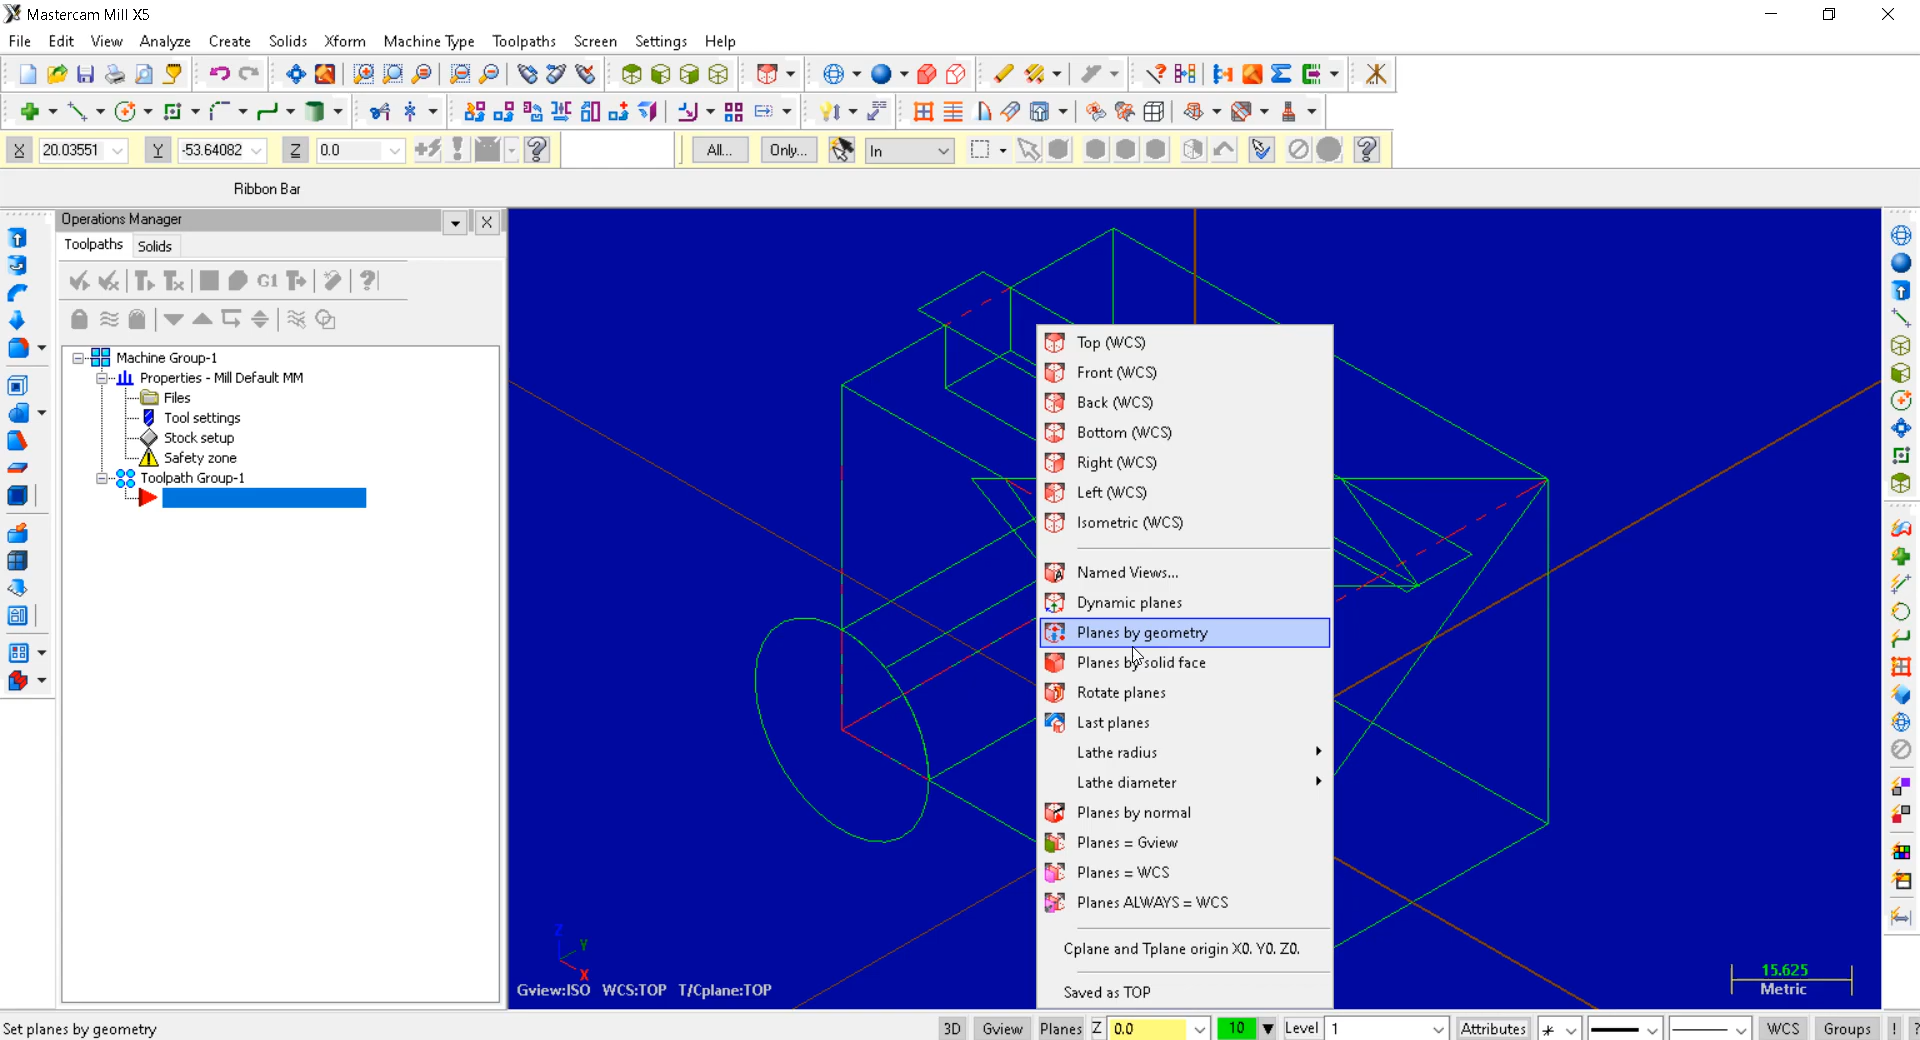 Mastercam Mill X5
File Edit View Analyze Create Solids Xform Machine Type Toolpaths Screen Settings Help
X 20.03551 Y -53.64082 Z 0.0 All... Only... In
Ribbon Bar
Operations Manager
Toolpaths Solids
G1
Machine Group-1
Properties - Mill Default MM
Files
Tool settings
Stock setup
Safety zone
Toolpath Group-1
Top (WCS)
Front (WCS)
Back (WCS)
Bottom (WCS)
Right (WCS)
Left (WCS)
Isometric (WCS)
Named Views...
Dynamic planes
Planes by geometry
Planes by solid face
Rotate planes
Last planes
Lathe radius
Lathe diameter
Planes by normal
Planes = Gview
Planes = WCS
Planes ALWAYS = WCS
Cplane and Tplane origin X0. Y0. Z0.
Saved as TOP
Z
Y
X
Gview:ISO WCS:TOP T/Cplane:TOP
15.625
Metric
Set planes by geometry
3D Gview Planes Z 0.0 10 Level 1 Attributes WCS Groups ! ?